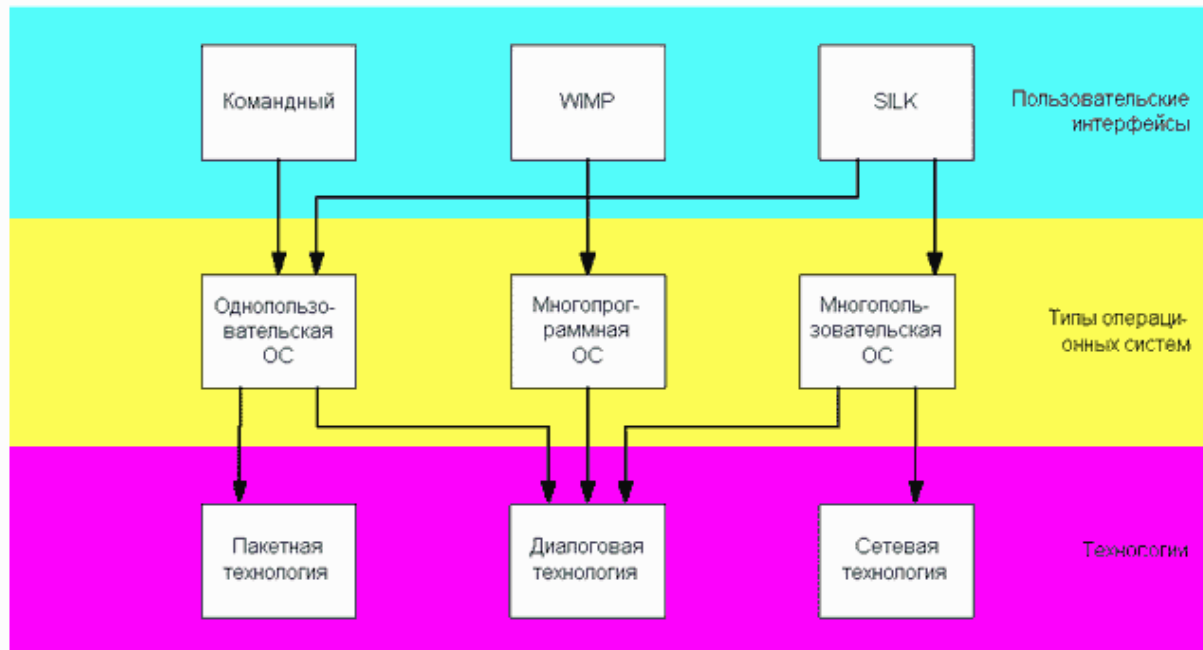 Командный
WIMP
SILK
Пользовательские
интерфейсы
Однопользо-
вательская
ОС
Многопрог-
раммная
ОС
Многополь-
зовательская
ОС
Типы операци-
онных систем
Пакетная
технология
Диалоговая
технология
Сетевая
технология
Технологии